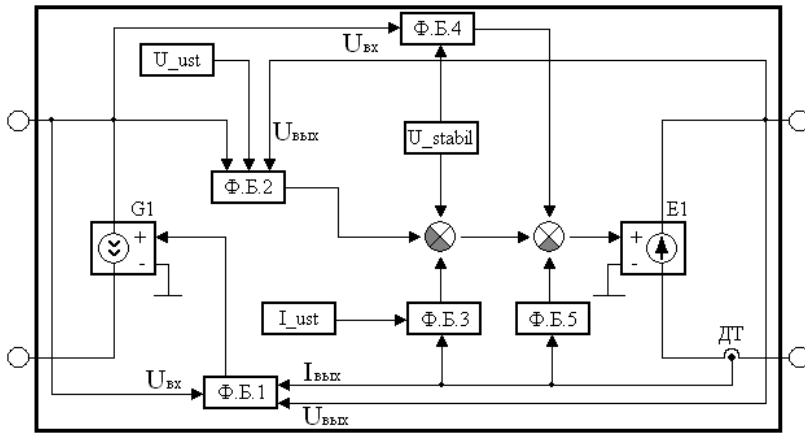 Ф.Б.4
Uвх
U_ust
Uвых
U_stabil
Ф.Б.2
G1
E1
+
+
-
-
I_ust
Ф.Б.3
Ф.Б.5
ДТ
Iвых
Uвх
Ф.Б.1
Uвых